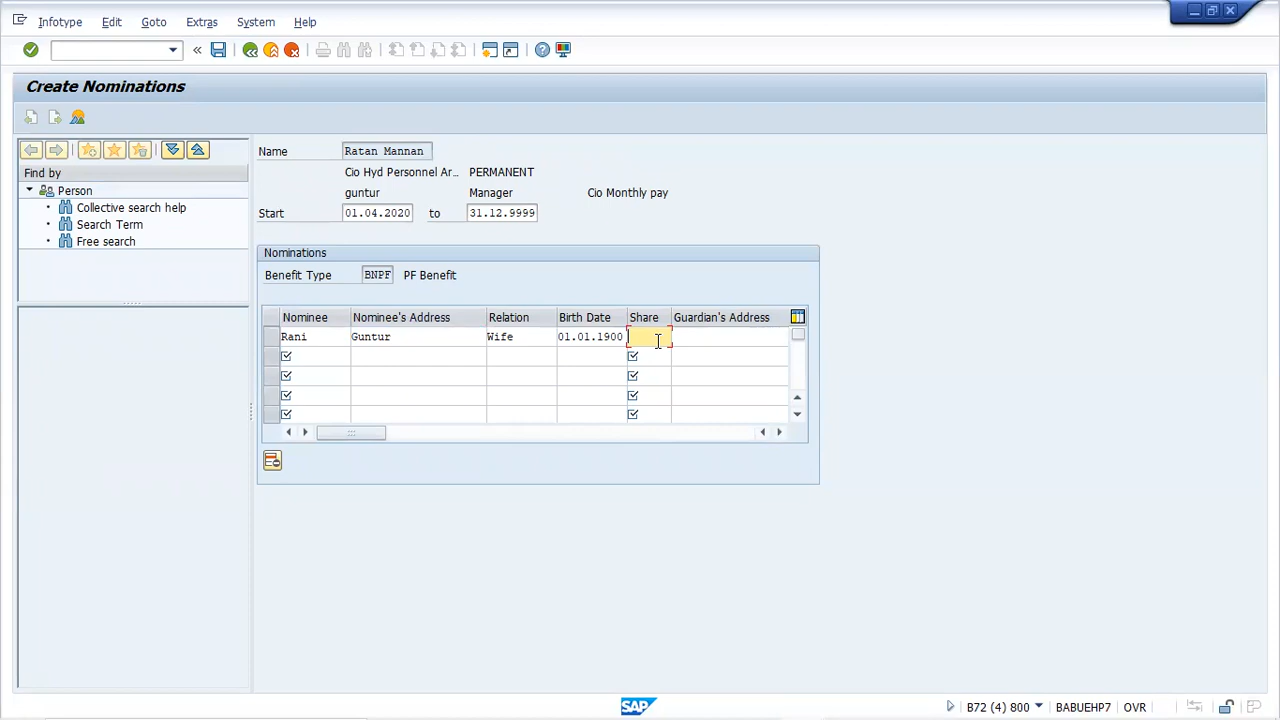 Infotype Edit Goto Extras System Help
Create Nominations
Find by
Person
Collective search help
Search Term
Free search
Name Ratan Mannan
Cio Hyd Personnel Ar... PERMANENT
guntur Manager Cio Monthly pay
Start 01.04.2020 to 31.12.9999
Nominations
Benefit Type BNPF PF Benefit
Nominee Nominee's Address Relation Birth Date Share Guardian's Address
Rani Guntur Wife 01.01.1900
SAP B72 (4) 800 BABUEHP7 OVR